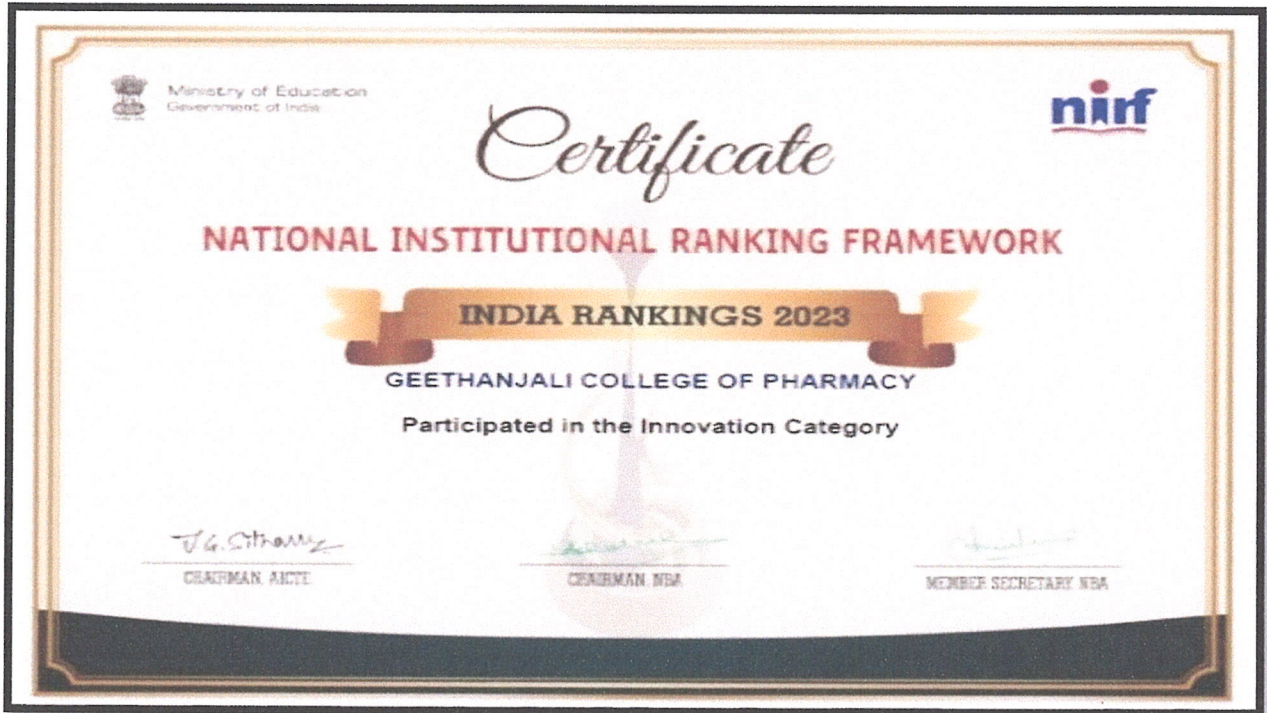 Ministry of Education
Government of India
nirf
Certificate
NATIONAL INSTITUTIONAL RANKING FRAMEWORK
INDIA RANKINGS 2023
GEETHANJALI COLLEGE OF PHARMACY
Participated in the Innovation Category
CHAIRMAN, AICTE
CHAIRMAN, NBA
MEMBER SECRETARY, NBA